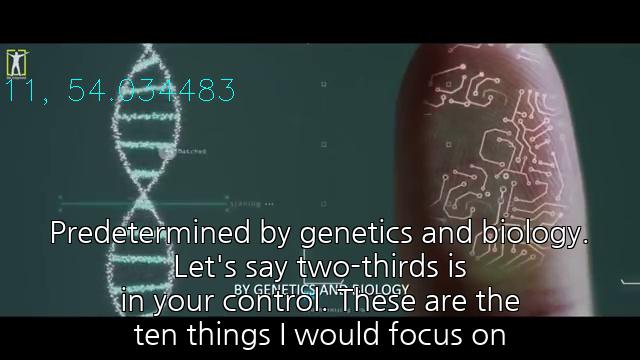 11, 54.034483
Matched
Predetermined by genetics and biology.
Let's say two-thirds is
BY GENETICS AND BIOLOGY
in your control. These are the
ten things I would focus on